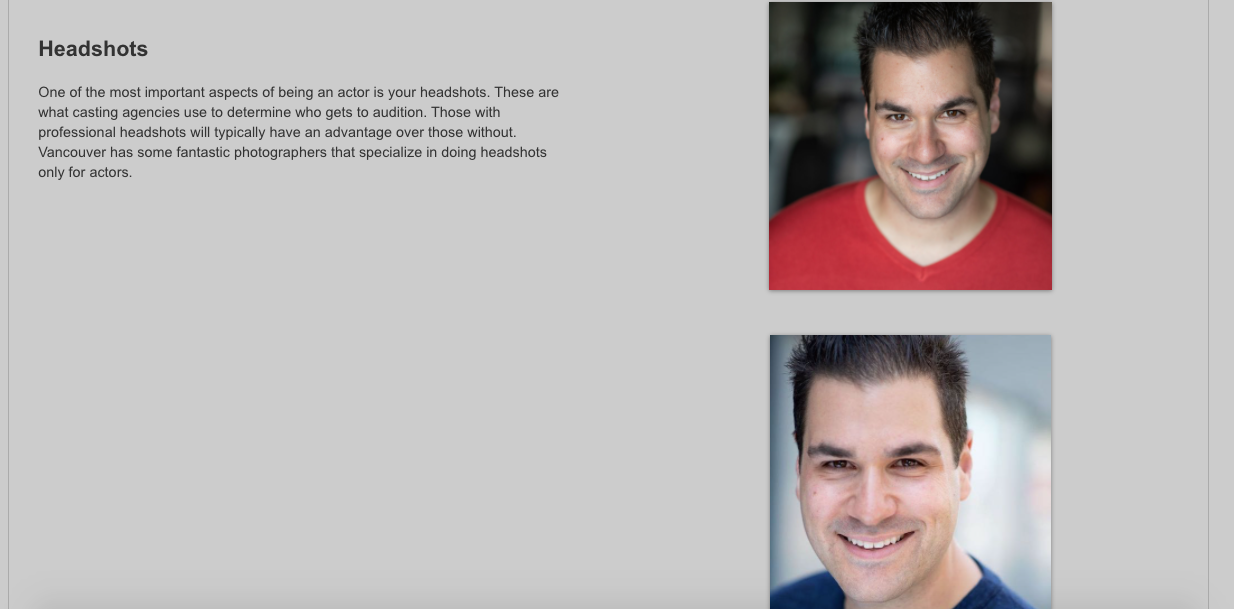 Headshots
One of the most important aspects of being an actor is your headshots. These are
what casting agencies use to determine who gets to audition. Those with
professional headshots will typically have an advantage over those without.
Vancouver has some fantastic photographers that specialize in doing headshots
only for actors.